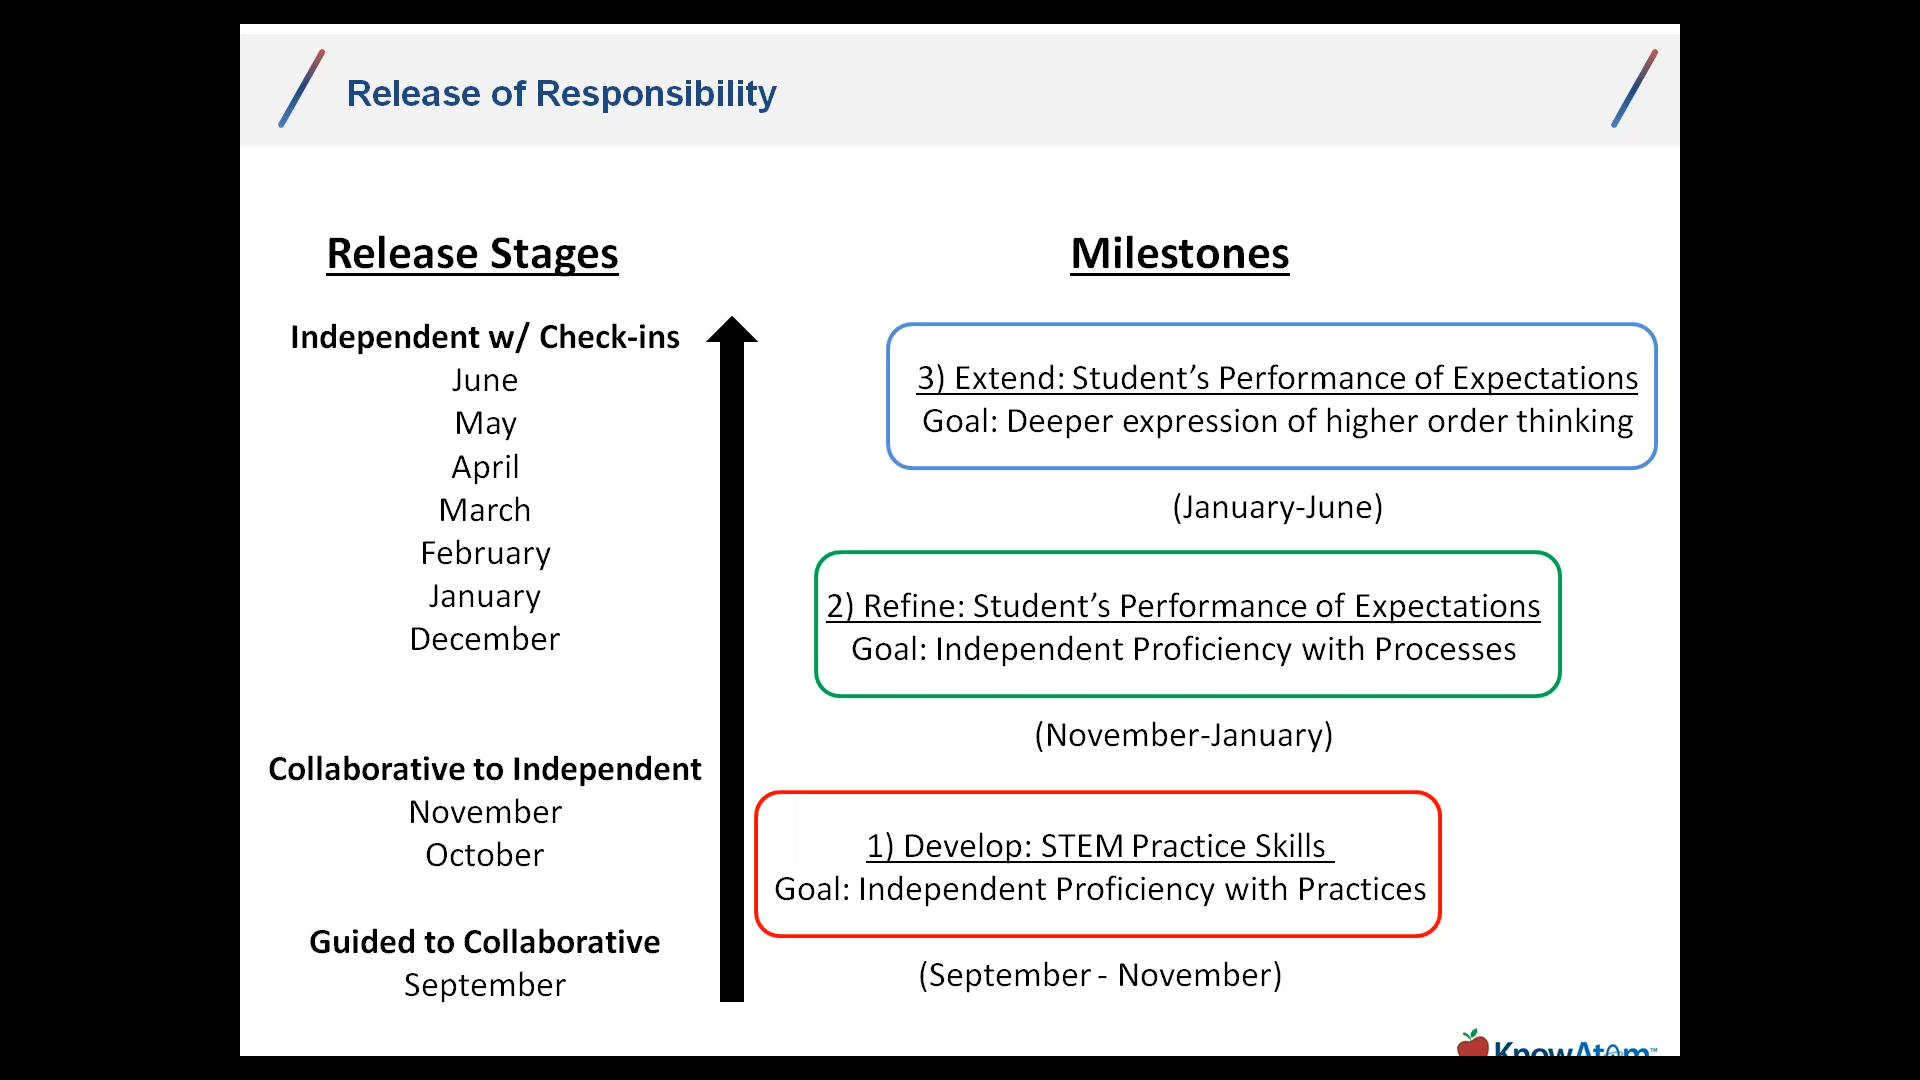 Release of Responsibility
Release Stages
Independent w/ Check-ins
June
May
April
March
February
January
December
Collaborative to Independent
November
October
Guided to Collaborative
September
Milestones
3) Extend: Student’s Performance of Expectations
Goal: Deeper expression of higher order thinking
(January-June)
2) Refine: Student’s Performance of Expectations
Goal: Independent Proficiency with Processes
(November-January)
1) Develop: STEM Practice Skills
Goal: Independent Proficiency with Practices
(September - November)
KnowAtom™